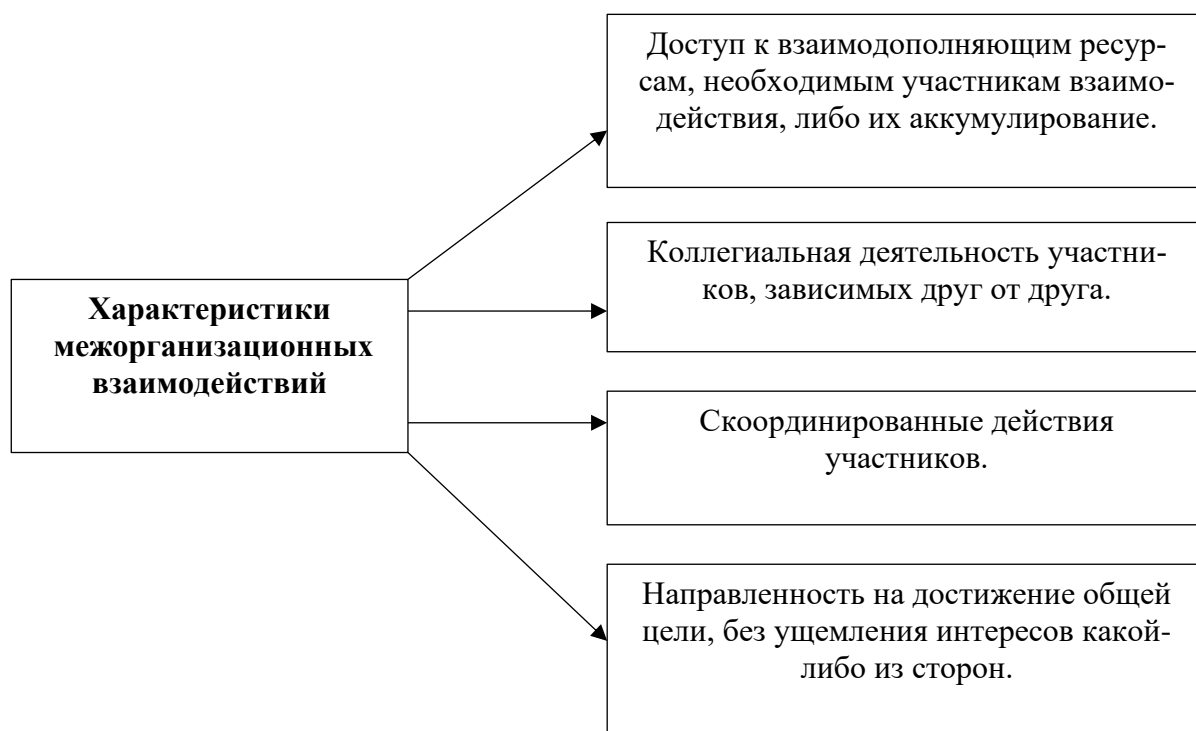 Доступ к взаимодополняющим ресур-
сам, необходимым участникам взаимо-
действия, либо их аккумулирование.
Коллегиальная деятельность участни-
ков, зависимых друг от друга.
Характеристики
межорганизационных
взаимодействий
Скоординированные действия
участников.
Направленность на достижение общей
цели, без ущемления интересов какой-
либо из сторон.